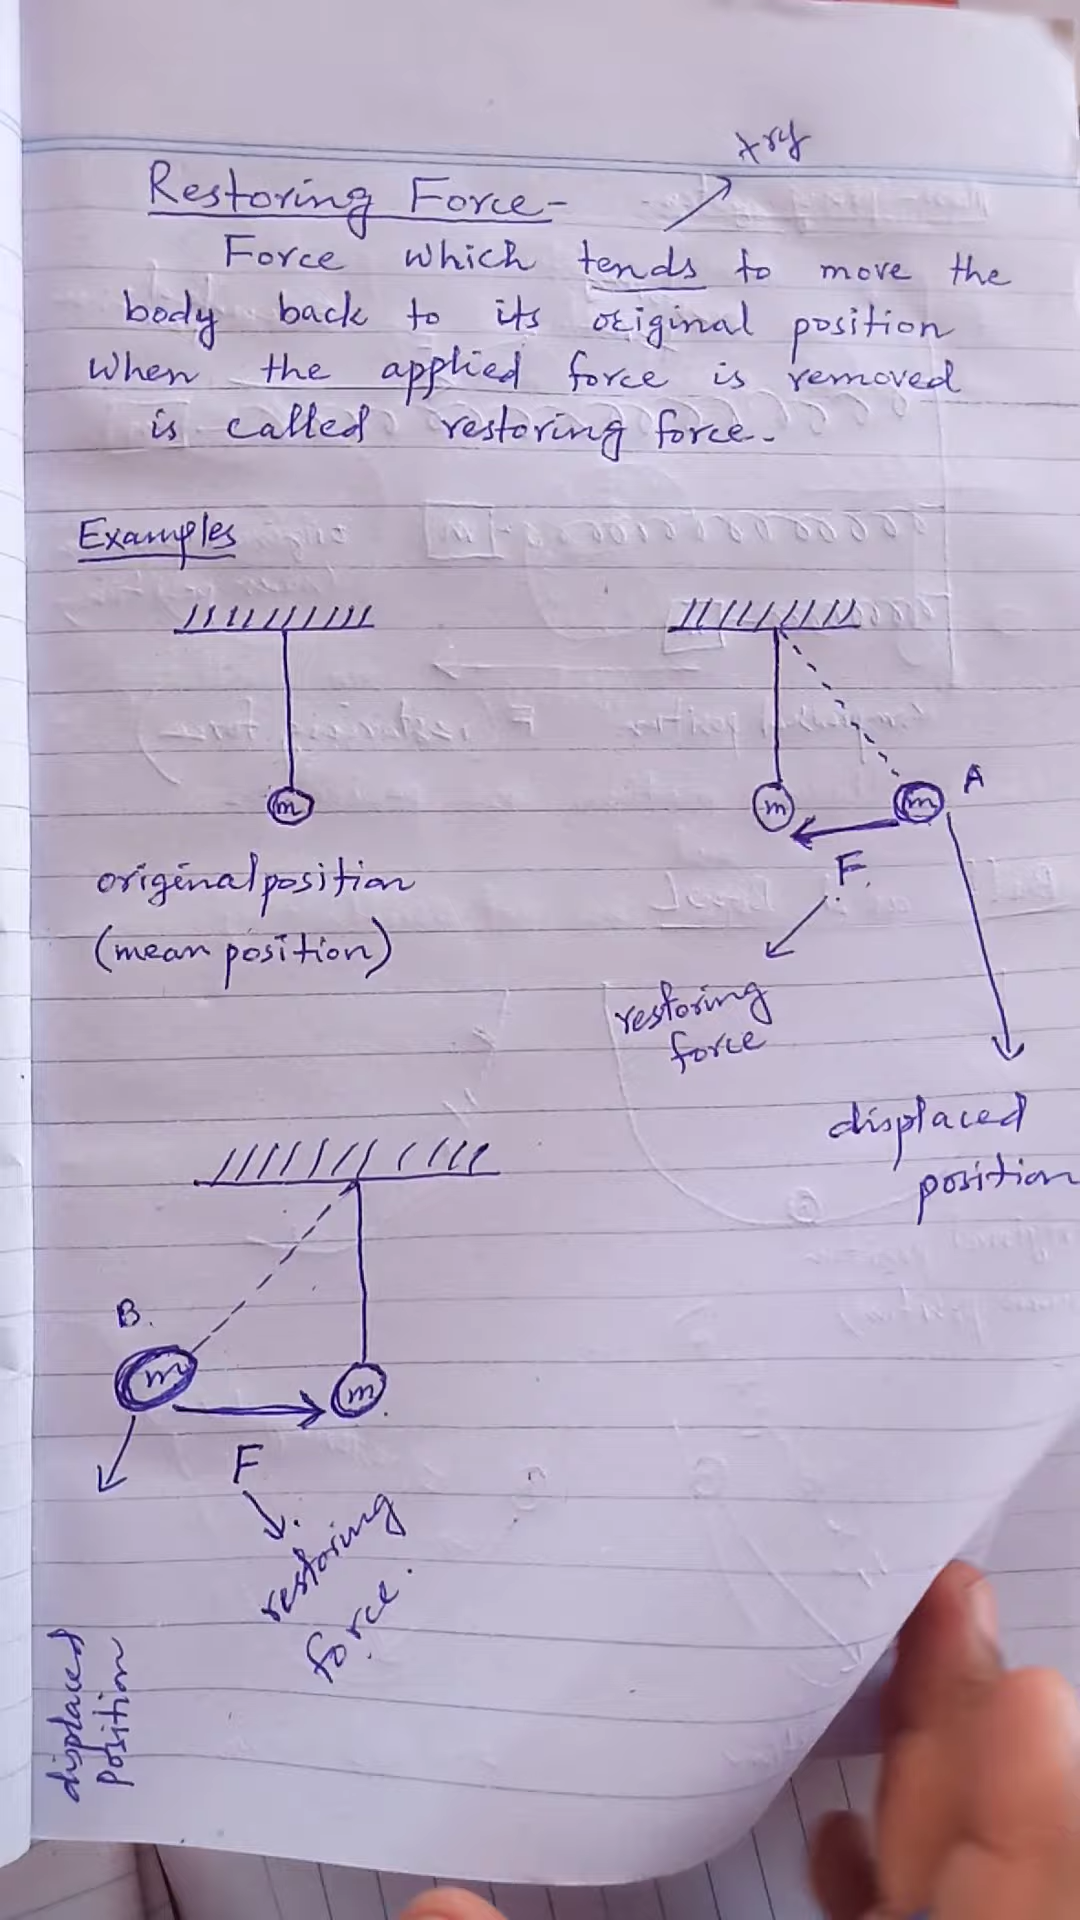 try
Restoring Force-
Force which tends to move the
body back to its original position
when the applied force is removed
is called restoring force.
Examples
m
original position
(mean position)
m
m
A
F.
restoring
force
displaced
position
B.
m
m
F
restoring
force.
displaced
position